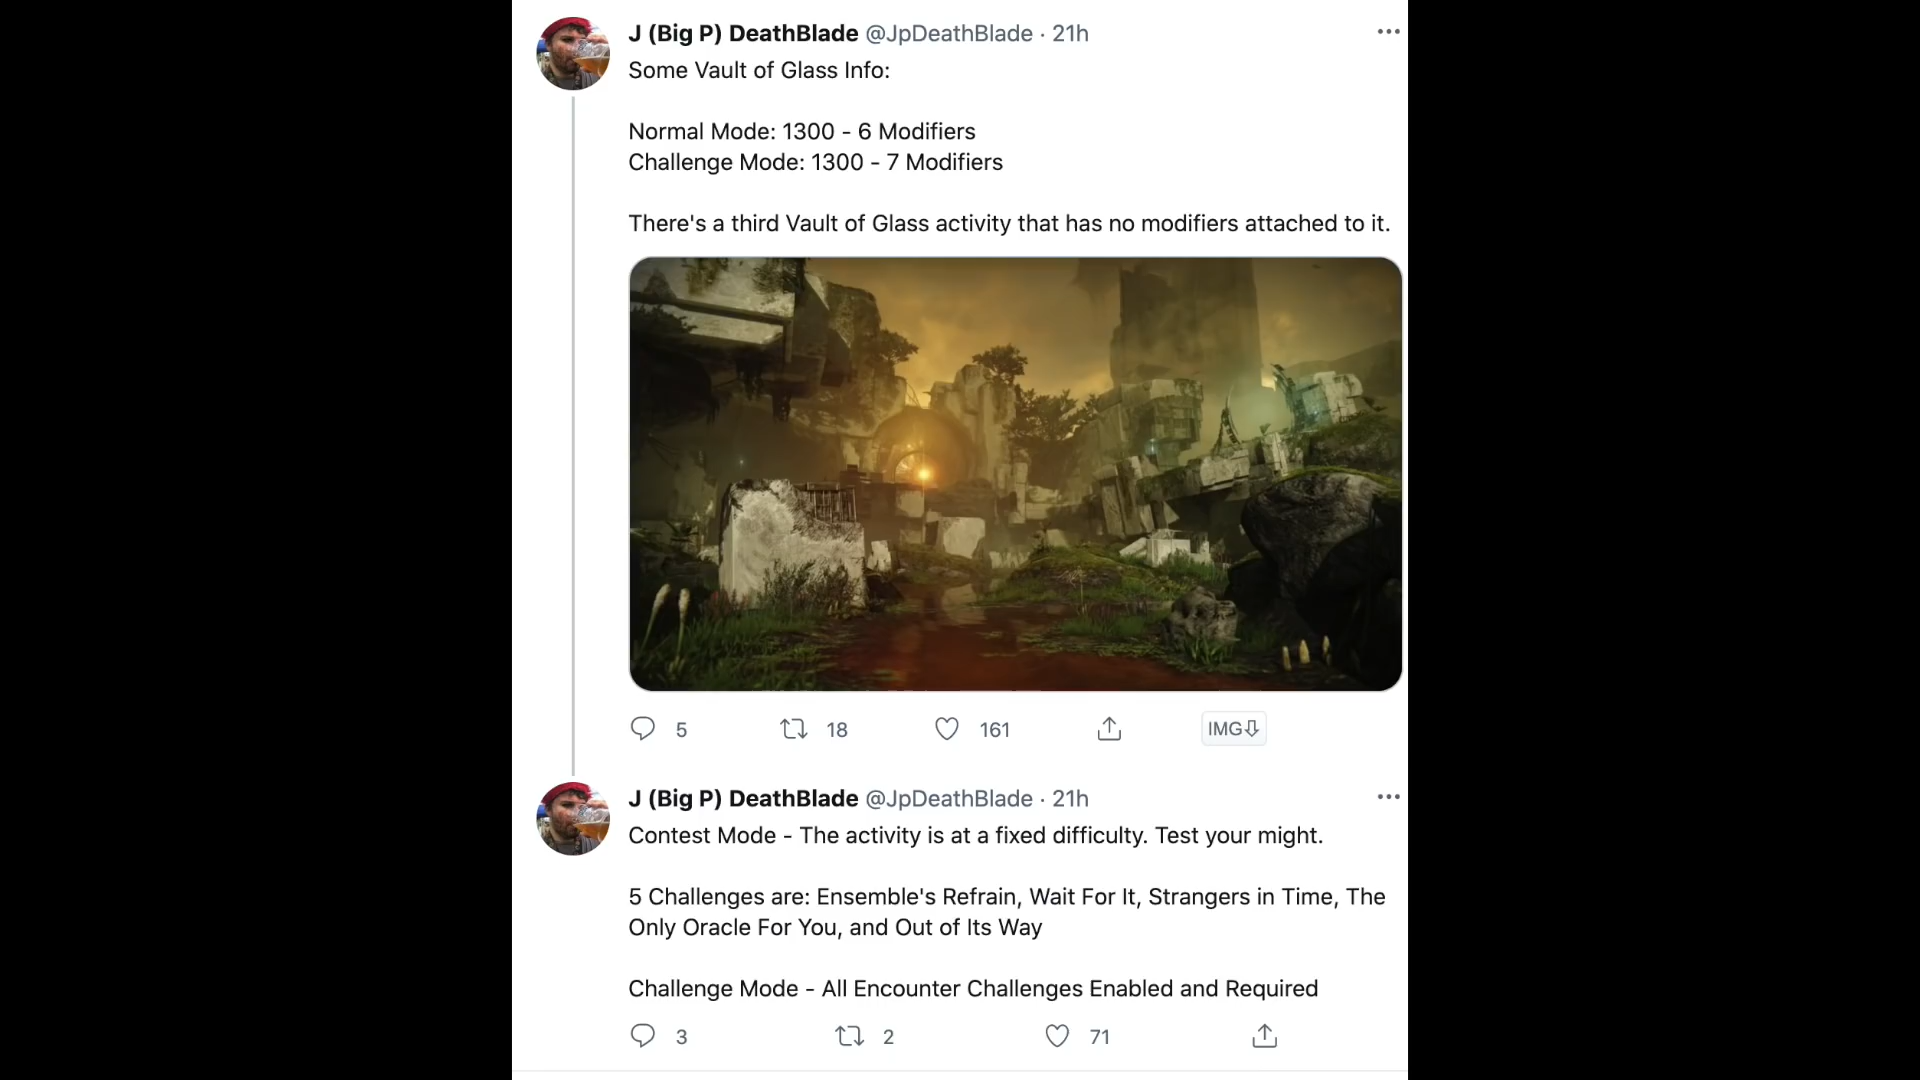 J (Big P) DeathBlade @JpDeathBlade · 21h
Some Vault of Glass Info:
Normal Mode: 1300 - 6 Modifiers
Challenge Mode: 1300 - 7 Modifiers
There's a third Vault of Glass activity that has no modifiers attached to it.
5 18 161 IMG⇩
J (Big P) DeathBlade @JpDeathBlade · 21h
Contest Mode - The activity is at a fixed difficulty. Test your might.
5 Challenges are: Ensemble's Refrain, Wait For It, Strangers in Time, The
Only Oracle For You, and Out of Its Way
Challenge Mode - All Encounter Challenges Enabled and Required
3 2 71